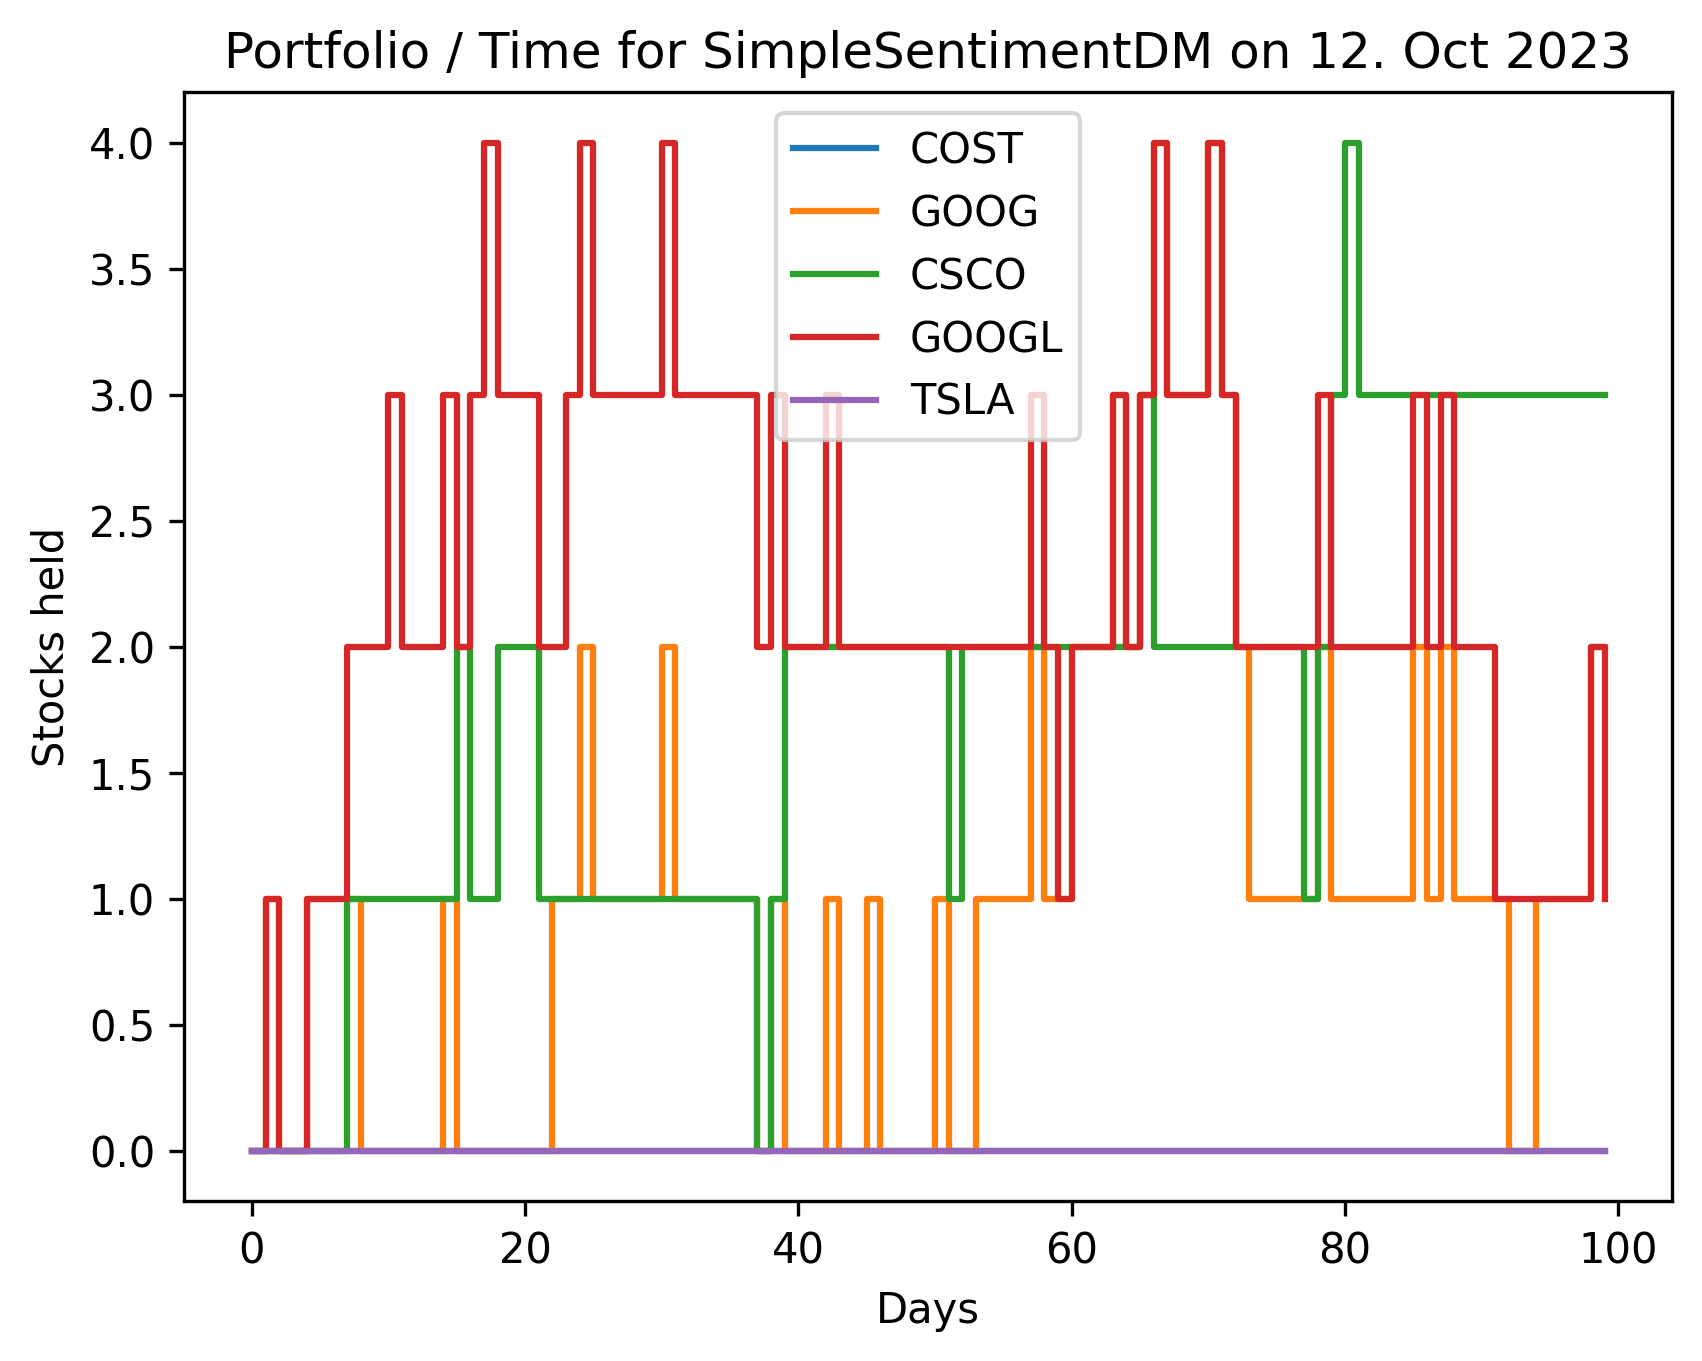 Portfolio / Time for SimpleSentimentDM on 12. Oct 2023
COST
GOOG
CSCO
GOOGL
TSLA
4.0
3.5
3.0
2.5
2.0
1.5
1.0
0.5
0.0
Stocks held
0 20 40 60 80 100
Days